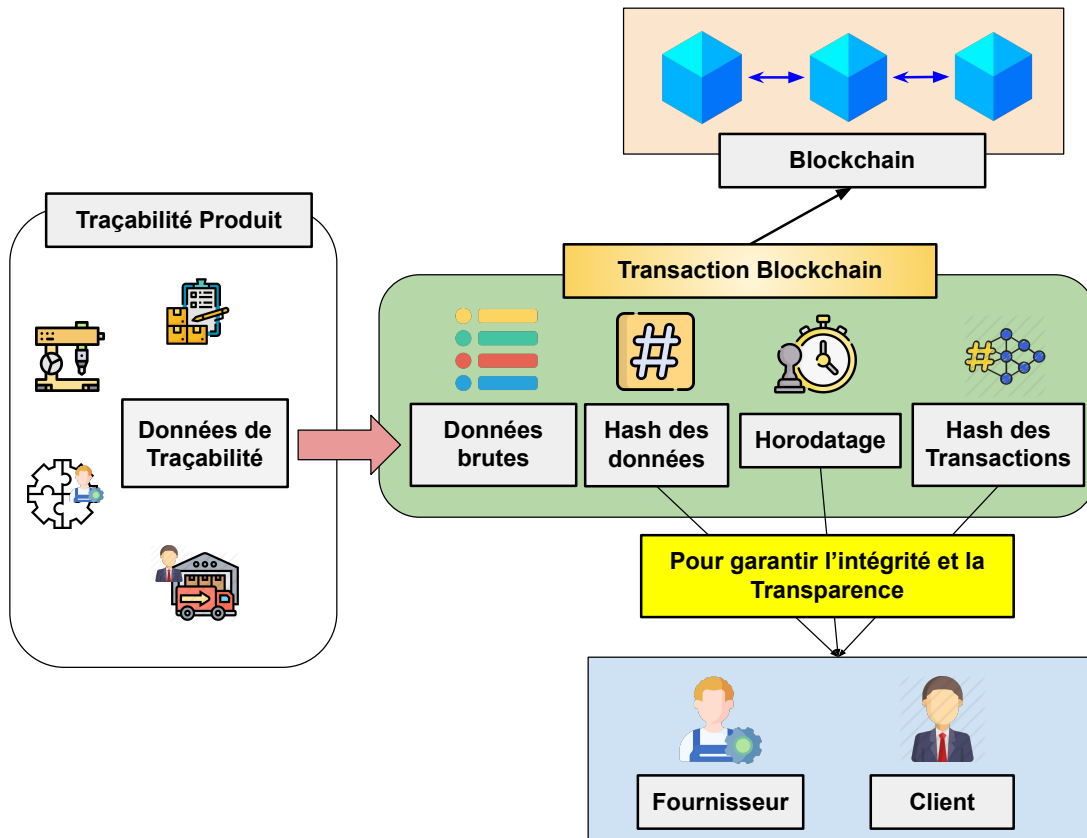 Blockchain
Traçabilité Produit
Transaction Blockchain
Données de
Traçabilité
Données
brutes
Hash des
données
Horodatage
Hash des
Transactions
Pour garantir l’intégrité et la
Transparence
Fournisseur
Client